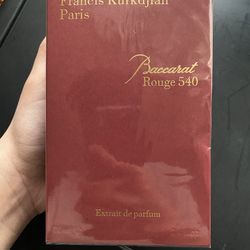 Francis Kurkdjian
Paris
Baccarat
Rouge 540
Extrait de parfum